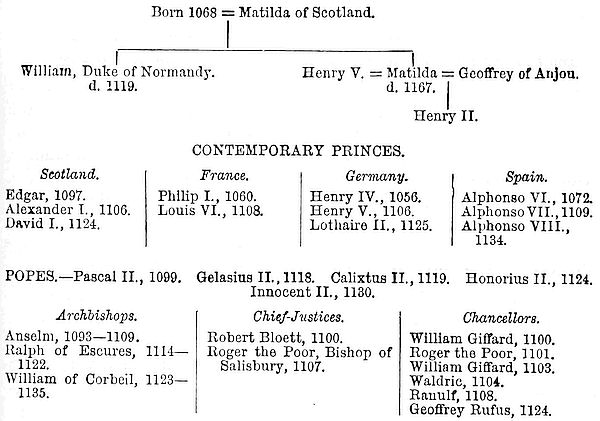 Born 1068 = Matilda of Scotland.
William, Duke of Normandy.
d. 1119.
Henry V. = Matilda = Geoffrey of Anjou.
d. 1167.
Henry II.
CONTEMPORARY PRINCES.
Scotland.
Edgar, 1097.
Alexander I., 1106.
David I., 1124.
France.
Philip I., 1060.
Louis VI., 1108.
Germany.
Henry IV., 1056.
Henry V., 1106.
Lothaire II., 1125.
Spain.
Alphonso VI., 1072.
Alphonso VII., 1109.
Alphonso VIII.,
1134.
POPES.—Pascal II., 1099. Gelasius II., 1118. Calixtus II., 1119. Honorius II., 1124.
Innocent II., 1130.
Archbishops.
Anselm, 1093—1109.
Ralph of Escures, 1114—
1122.
William of Corbeil, 1123—
1135.
Chief-Justices.
Robert Bloett, 1100.
Roger the Poor, Bishop of
Salisbury, 1107.
Chancellors.
William Giffard, 1100.
Roger the Poor, 1101.
William Giffard, 1103.
Waldric, 1104.
Ranulf, 1108.
Geoffrey Rufus, 1124.